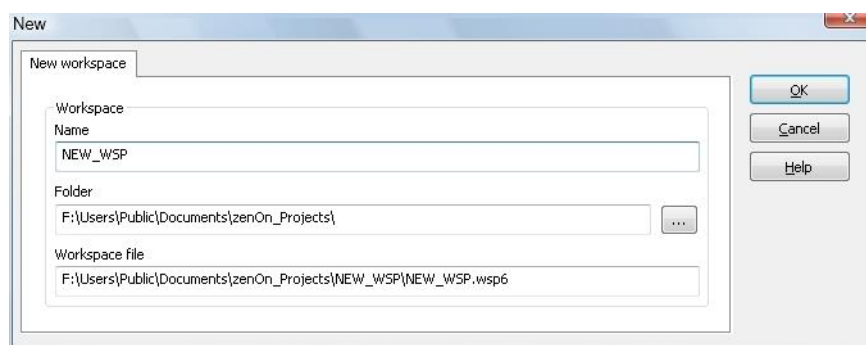 New
New workspace
Workspace
Name
NEW_WSP
Folder
F:\Users\Public\Documents\zenOn_Projects\
...
Workspace file
F:\Users\Public\Documents\zenOn_Projects\NEW_WSP\NEW_WSP.wsp6
OK
Cancel
Help